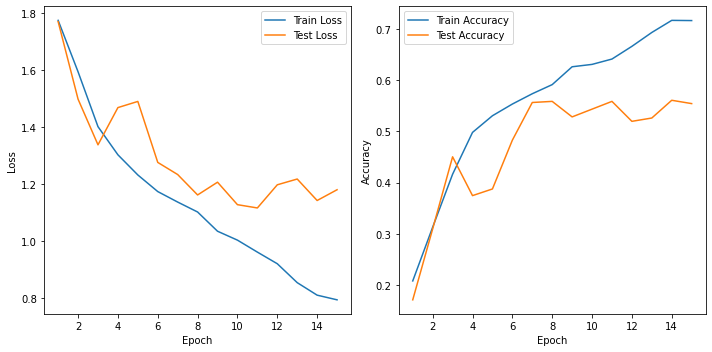 1.8
1.6
1.4
1.2
1.0
0.8
Loss
2 4 6 8 10 12 14
Epoch
Train Loss
Test Loss
0.7
0.6
0.5
0.4
0.3
0.2
Accuracy
2 4 6 8 10 12 14
Epoch
Train Accuracy
Test Accuracy